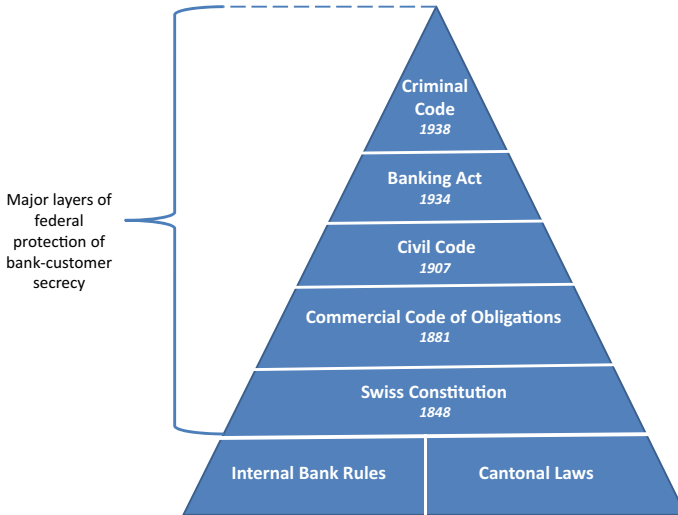 Criminal
Code
1938
Banking Act
1934
Major layers of
federal
protection of
bank-customer
secrecy
Civil Code
1907
Commercial Code of Obligations
1881
Swiss Constitution
1848
Internal Bank Rules
Cantonal Laws